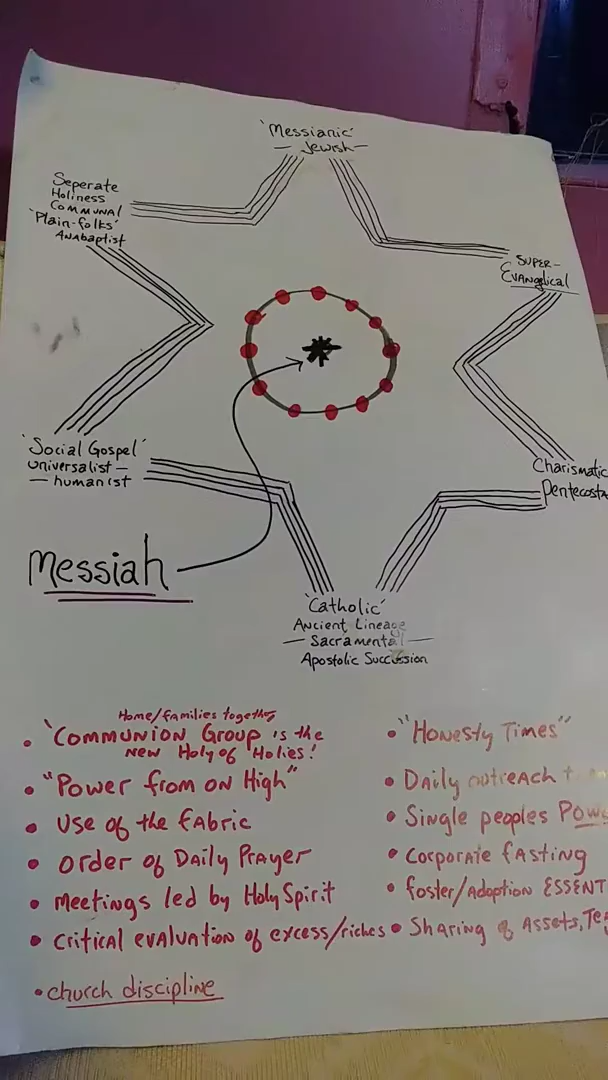 'Messianic'
— Jewish —
Seperate
Holiness
Communal
'Plain-folks'
Anabaptist
Super-
Evangelical
'Social Gospel'
Universalist —
— humanist
Charismatic
Messiah
'Catholic'
Ancient Lineage
— Sacramental —
Apostolic Succession
Home/families together
• "Communion Group is the
new Holy of Holies!
• "Power from on High"
• Use of the fabric
• Order of Daily Prayer
• Meetings led by Holy Spirit
• Critical evaluation of excess/riches
• church discipline
• "Honesty Times"
• Daily outreach
• Single peoples
• Corporate fasting
• foster/Adoption
• Sharing of Assets,